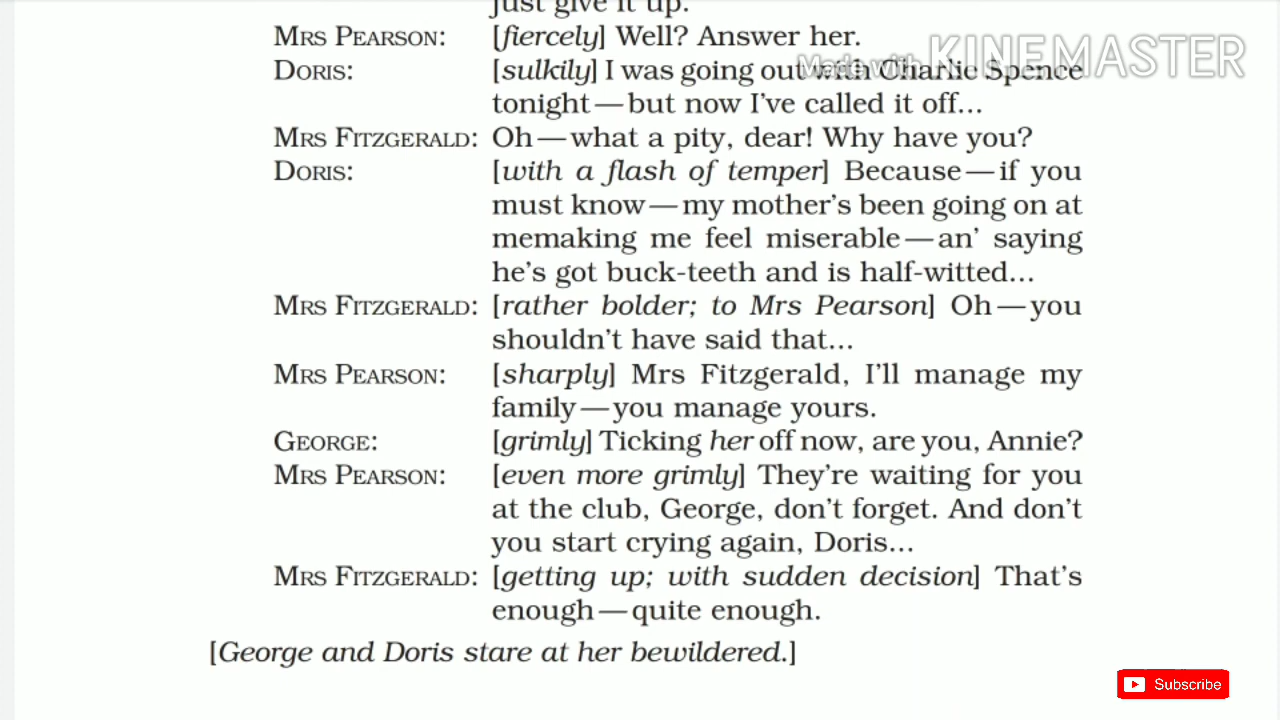 just give it up.
MRS PEARSON: [fiercely] Well? Answer her.
Made with KINEMASTER
DORIS: [sulkily] I was going out with Charlie Spence
tonight—but now I've called it off...
MRS FITZGERALD: Oh—what a pity, dear! Why have you?
DORIS: [with a flash of temper] Because—if you
must know—my mother's been going on at
memaking me feel miserable—an' saying
he's got buck-teeth and is half-witted...
MRS FITZGERALD: [rather bolder; to Mrs Pearson] Oh—you
shouldn't have said that...
MRS PEARSON: [sharply] Mrs Fitzgerald, I'll manage my
family—you manage yours.
GEORGE: [grimly] Ticking her off now, are you, Annie?
MRS PEARSON: [even more grimly] They're waiting for you
at the club, George, don't forget. And don't
you start crying again, Doris...
MRS FITZGERALD: [getting up; with sudden decision] That's
enough—quite enough.
[George and Doris stare at her bewildered.]
Subscribe